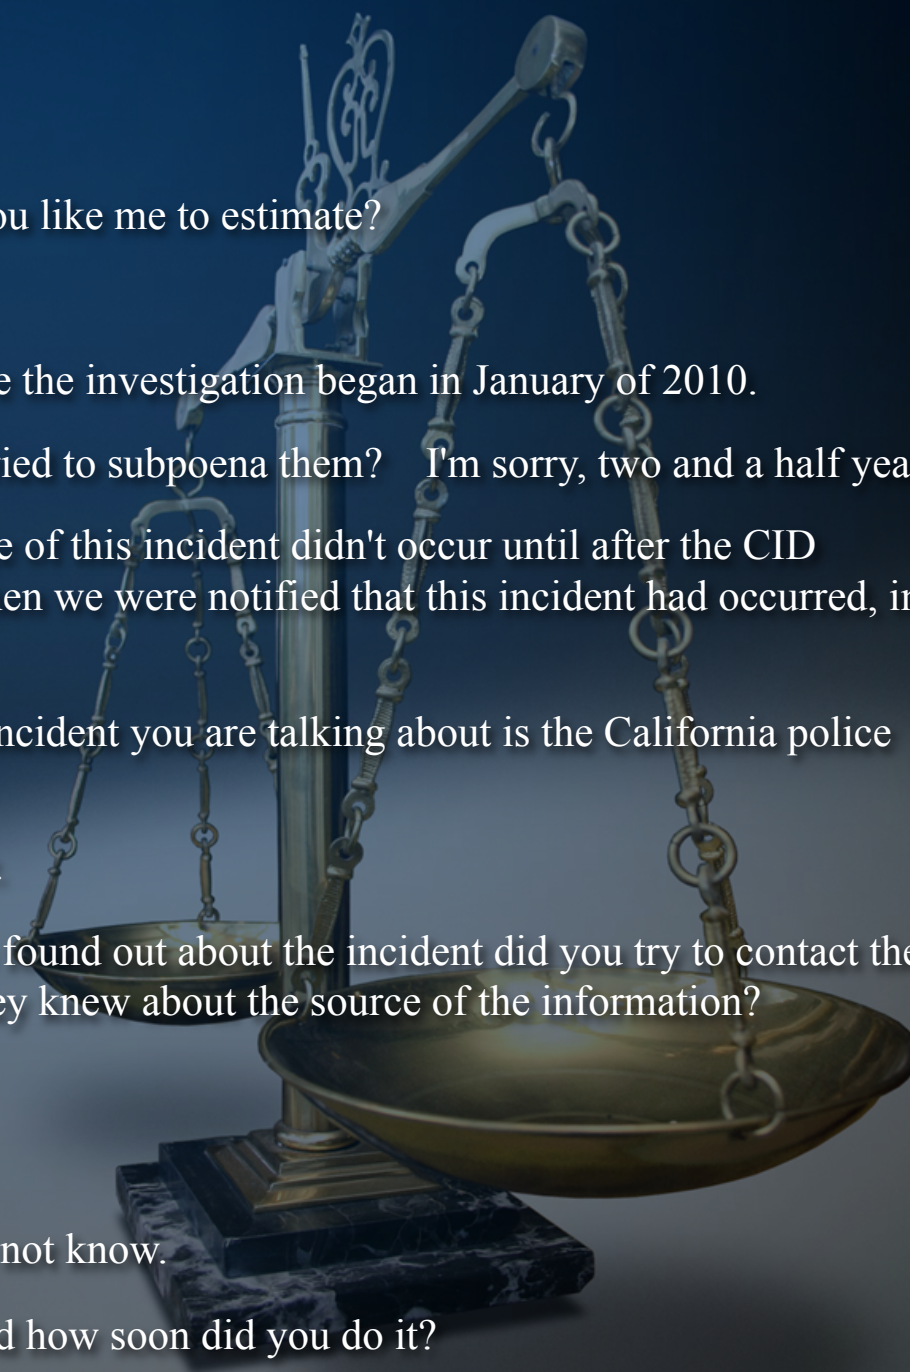 ou like me to estimate?
e the investigation began in January of 2010.
ied to subpoena them? I'm sorry, two and a half yea
e of this incident didn't occur until after the CID
en we were notified that this incident had occurred, in
ncident you are talking about is the California police
.
found out about the incident did you try to contact the
ey knew about the source of the information?
not know.
d how soon did you do it?